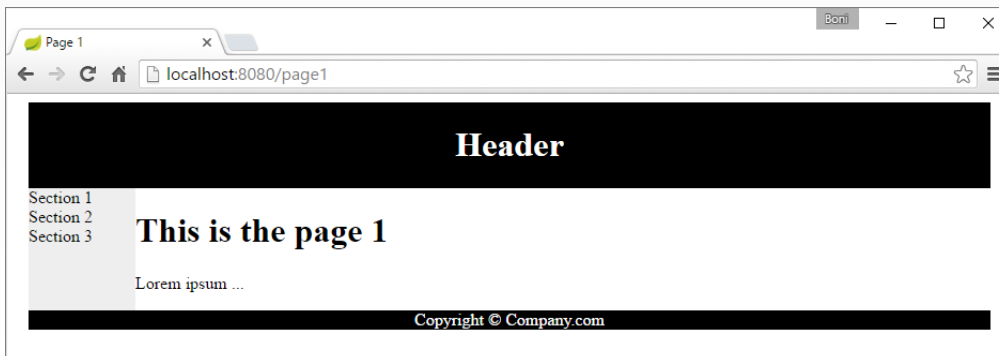 Boni
Page 1
localhost:8080/page1
Header
Section 1
Section 2
Section 3
This is the page 1
Lorem ipsum ...
Copyright © Company.com